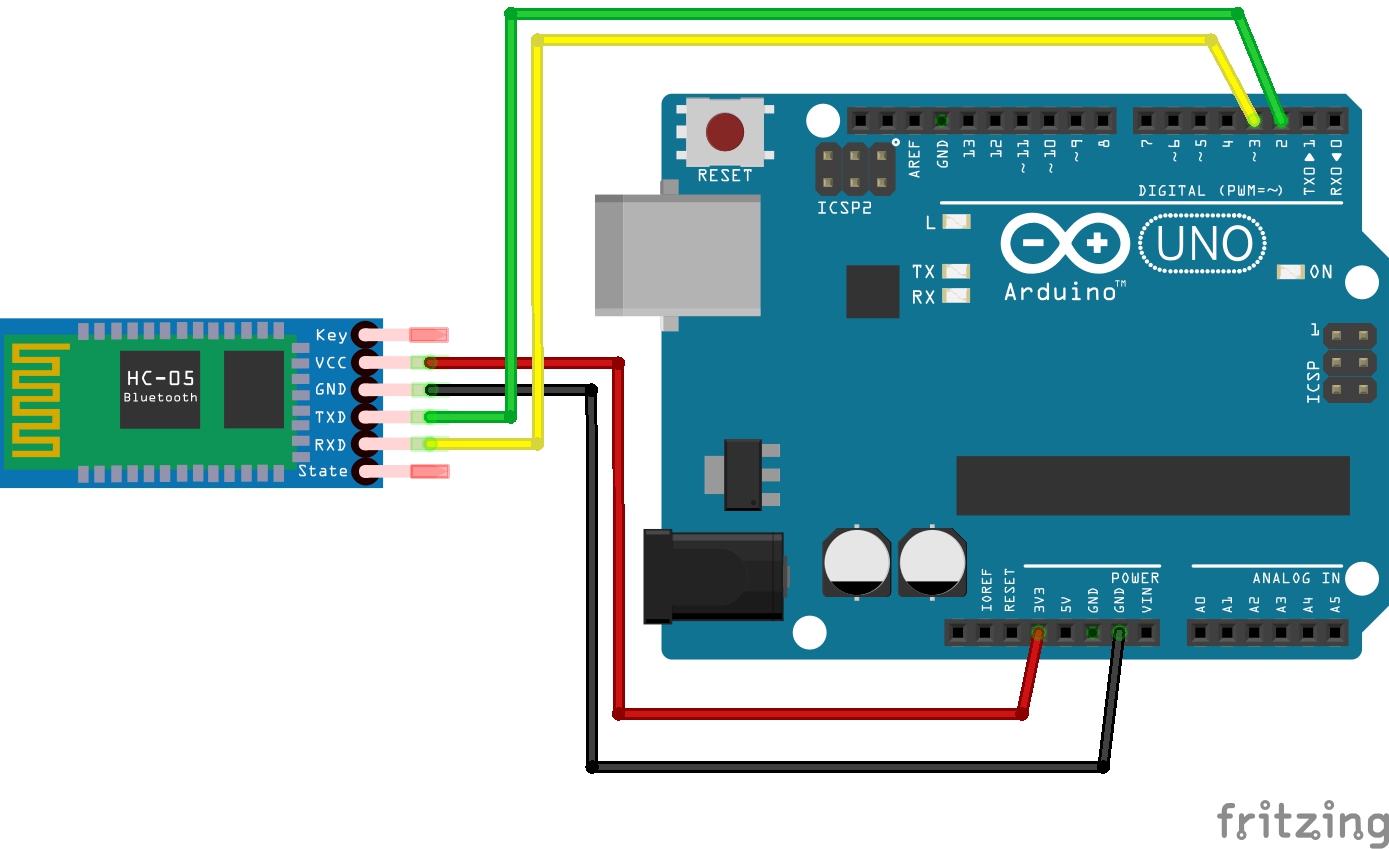 RESET
ICSP2
AREF
GND
13
12
~11
~10
~9
8
7
~6
~5
4
~3
2
TX0▶1
RX0◀0
DIGITAL (PWM=~)
L
TX
RX
UNO
Arduino™
ON
1
ICSP
Key
VCC
GND
TXD
RXD
State
HC-05
Bluetooth
IOREF
RESET
3V3
5V
GND
GND
VIN
POWER
ANALOG IN
A0
A1
A2
A3
A4
A5
fritzing